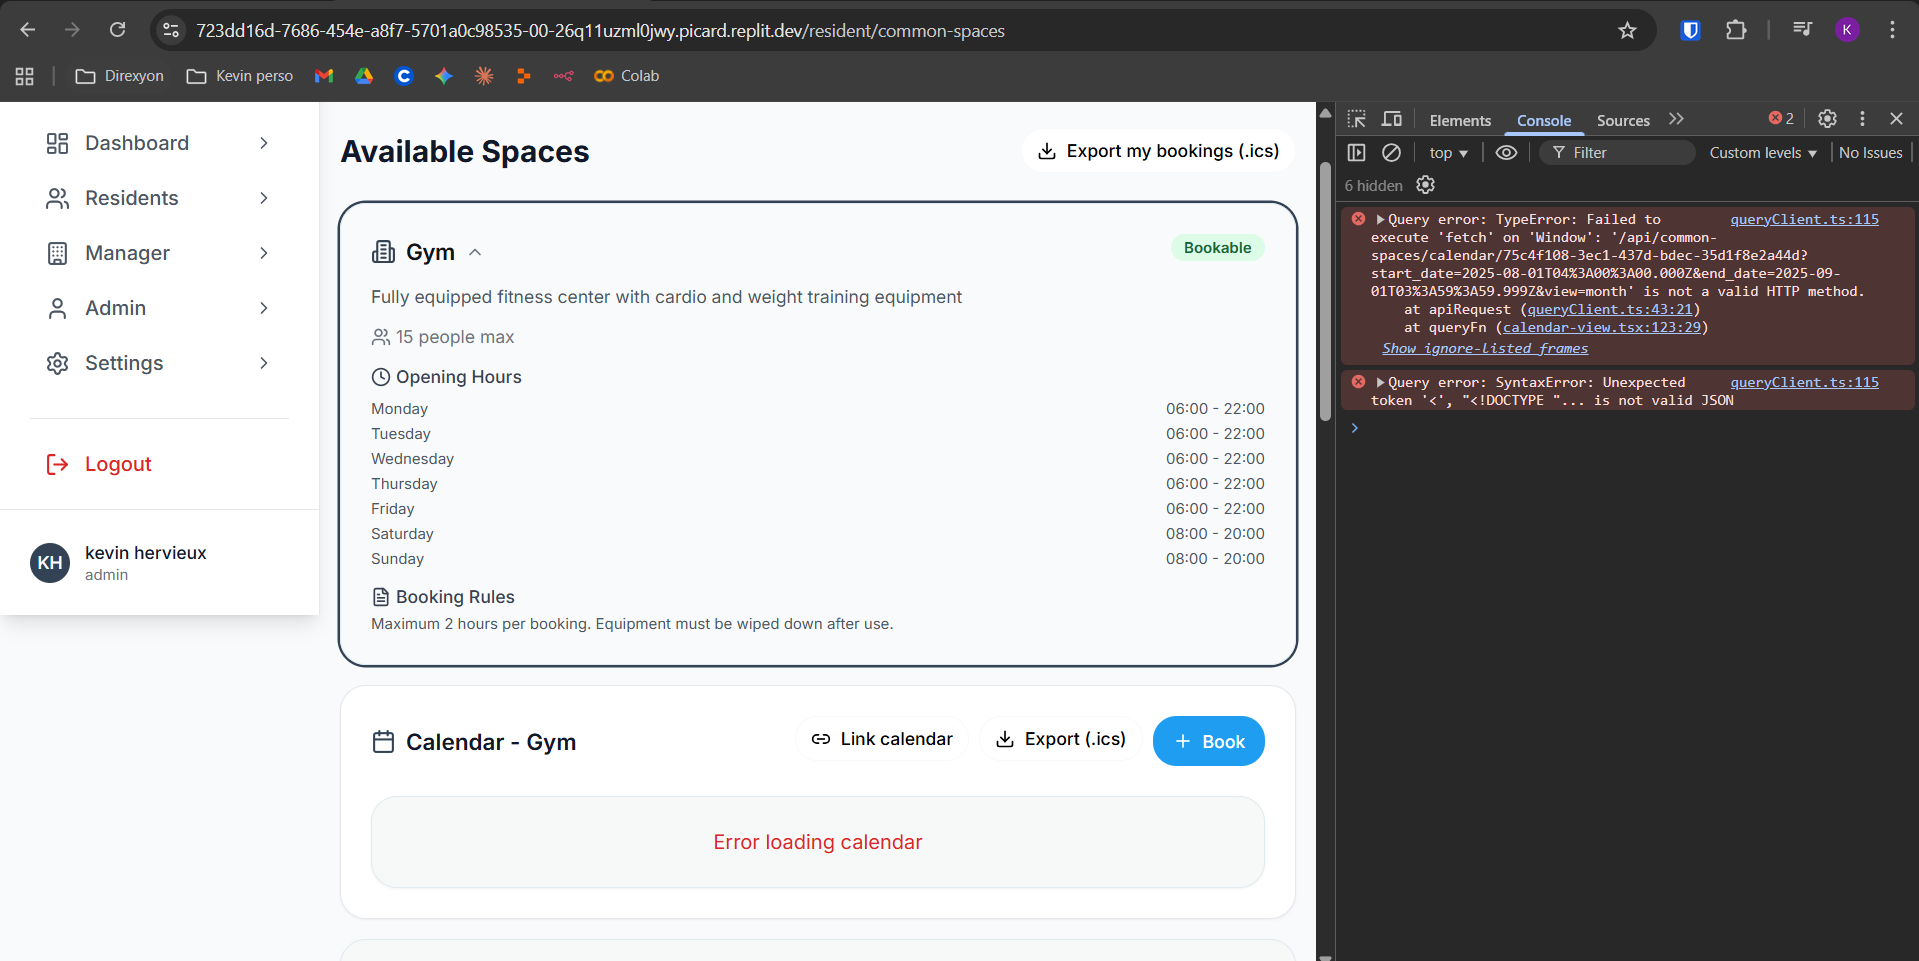 723dd16d-7686-454e-a8f7-5701a0c98535-00-26q11uzml0jwy.picard.replit.dev/resident/common-spaces
K
Direxyon
Kevin perso
Colab
Dashboard
Residents
Manager
Admin
Settings
Logout
KH
kevin hervieux
admin
Available Spaces
Export my bookings (.ics)
Gym
Bookable
Fully equipped fitness center with cardio and weight training equipment
15 people max
Opening Hours
Monday 06:00 - 22:00
Tuesday 06:00 - 22:00
Wednesday 06:00 - 22:00
Thursday 06:00 - 22:00
Friday 06:00 - 22:00
Saturday 08:00 - 20:00
Sunday 08:00 - 20:00
Booking Rules
Maximum 2 hours per booking. Equipment must be wiped down after use.
Calendar - Gym
Link calendar
Export (.ics)
+ Book
Error loading calendar
Elements Console Sources 2
top Filter Custom levels No Issues
6 hidden
Query error: TypeError: Failed to queryClient.ts:115
execute 'fetch' on 'Window': '/api/common-
spaces/calendar/75c4f108-3ec1-437d-bdec-35d1f8e2a44d?
start_date=2025-08-01T04%3A00%3A00.000Z&end_date=2025-09-
01T03%3A59%3A59.999Z&view=month' is not a valid HTTP method.
at apiRequest (queryClient.ts:43:21)
at queryFn (calendar-view.tsx:123:29)
Show ignore-listed frames
Query error: SyntaxError: Unexpected queryClient.ts:115
token '<', "<!DOCTYPE "... is not valid JSON